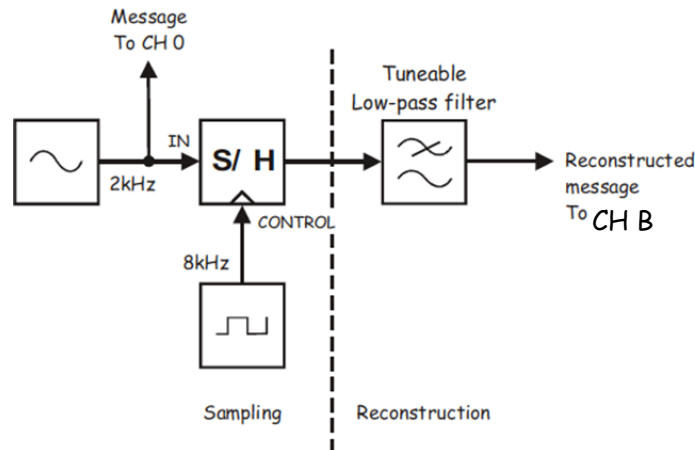 Message
To CH 0
Tuneable
Low-pass filter
IN
S/ H
2kHz
CONTROL
Reconstructed
message
To CH B
8kHz
Sampling
Reconstruction